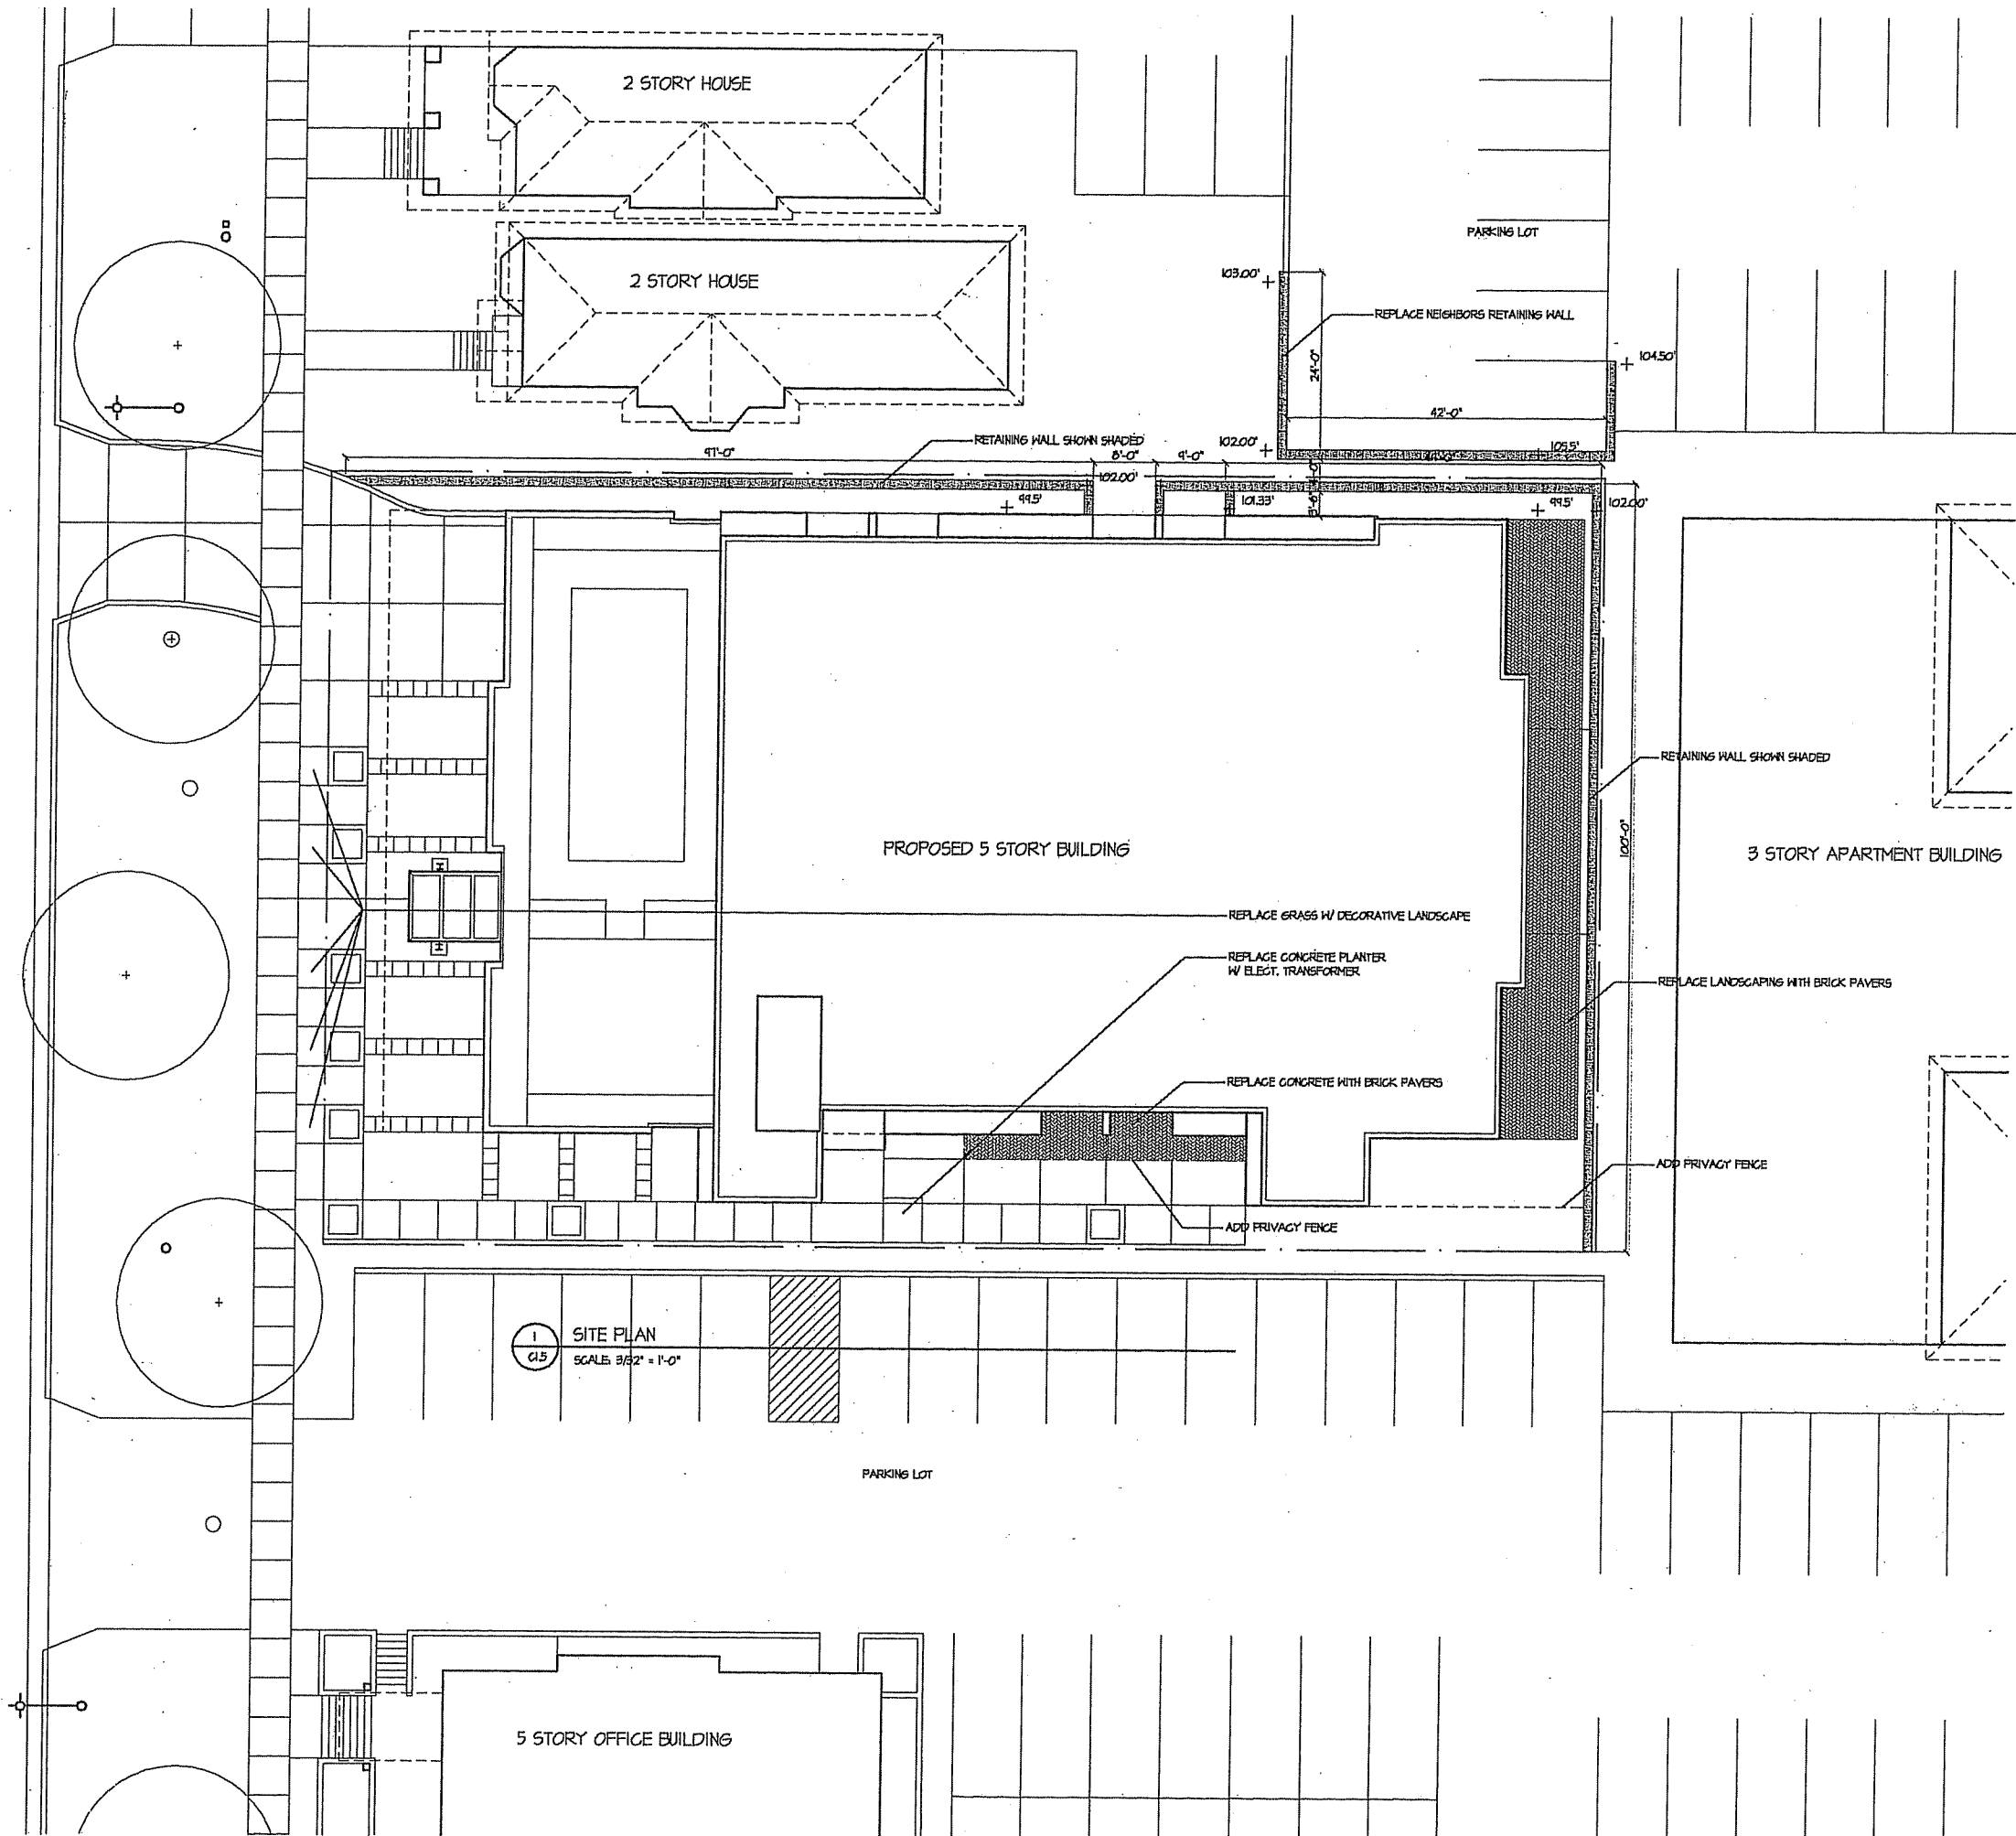 2 STORY HOUSE
2 STORY HOUSE
PARKING LOT
103.00'
REPLACE NEIGHBORS RETAINING WALL
24'-0"
104.50'
42'-0"
RETAINING WALL SHOWN SHADED
102.00'
105.5'
97'-0"
8'-0"
9'-0"
102.00'
99.5'
101.33'
99.5'
102.00'
RETAINING WALL SHOWN SHADED
100'-0"
PROPOSED 5 STORY BUILDING
3 STORY APARTMENT BUILDING
H
H
REPLACE GRASS W/ DECORATIVE LANDSCAPE
REPLACE CONCRETE PLANTER
W/ ELECT. TRANSFORMER
REPLACE LANDSCAPING WITH BRICK PAVERS
REPLACE CONCRETE WITH BRICK PAVERS
ADD PRIVACY FENCE
ADD PRIVACY FENCE
1
C1.5
SITE PLAN
SCALE: 3/32" = 1'-0"
PARKING LOT
5 STORY OFFICE BUILDING